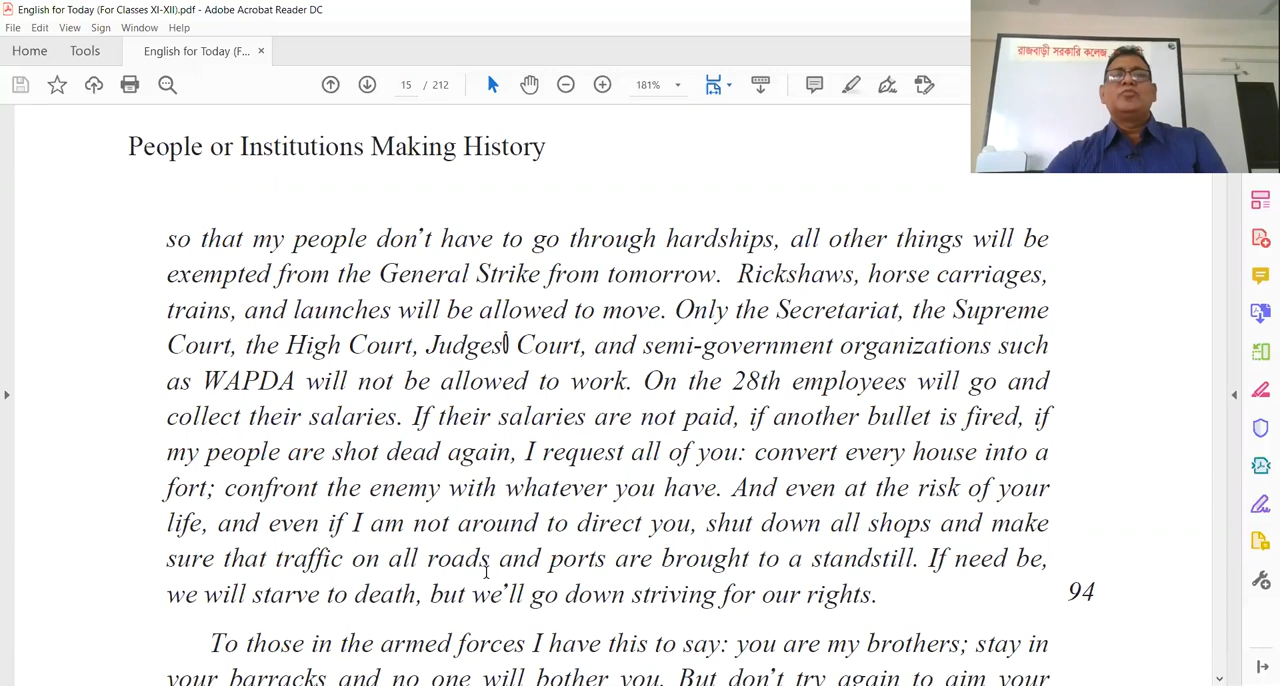 English for Today (For Classes XI-XII).pdf - Adobe Acrobat Reader DC
File Edit View Sign Window Help
Home Tools English for Today (F... ×
15 / 212 181%
রাজবাড়ী সরকারি কলেজ
People or Institutions Making History
so that my people don't have to go through hardships, all other things will be
exempted from the General Strike from tomorrow. Rickshaws, horse carriages,
trains, and launches will be allowed to move. Only the Secretariat, the Supreme
Court, the High Court, Judges Court, and semi-government organizations such
as WAPDA will not be allowed to work. On the 28th employees will go and
collect their salaries. If their salaries are not paid, if another bullet is fired, if
my people are shot dead again, I request all of you: convert every house into a
fort; confront the enemy with whatever you have. And even at the risk of your
life, and even if I am not around to direct you, shut down all shops and make
sure that traffic on all roads and ports are brought to a standstill. If need be,
we will starve to death, but we'll go down striving for our rights.
94
To those in the armed forces I have this to say: you are my brothers; stay in
your barracks and no one will bother you. But don't try again to aim your